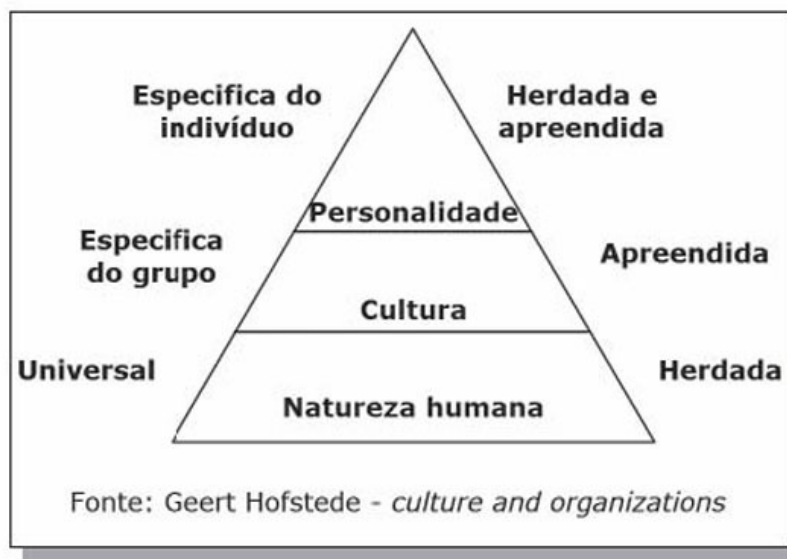 Especifica do
indivíduo
Herdada e
apreendida
Personalidade
Especifica
do grupo
Apreendida
Cultura
Universal
Herdada
Natureza humana
Fonte: Geert Hofstede - culture and organizations